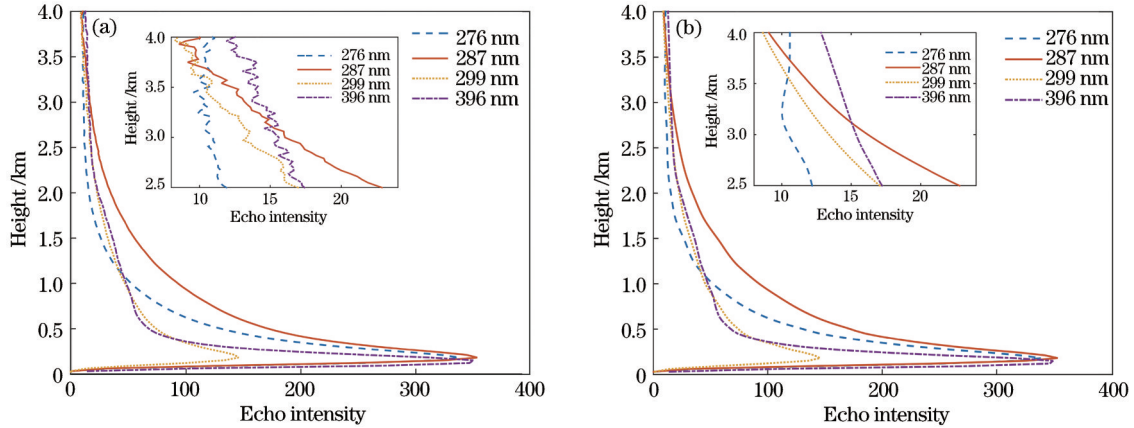 (a)
276 nm
287 nm
299 nm
396 nm
4.0
3.5
3.0
2.5
2.0
1.5
1.0
0.5
0
Height /km
0
100
200
300
400
Echo intensity
276 nm
287 nm
299 nm
396 nm
4.0
3.5
3.0
2.5
Height /km
10
15
20
Echo intensity
(b)
276 nm
287 nm
299 nm
396 nm
4.0
3.5
3.0
2.5
2.0
1.5
1.0
0.5
0
Height /km
0
100
200
300
400
Echo intensity
276 nm
287 nm
299 nm
396 nm
4.0
3.5
3.0
2.5
Height /km
10
15
20
Echo intensity